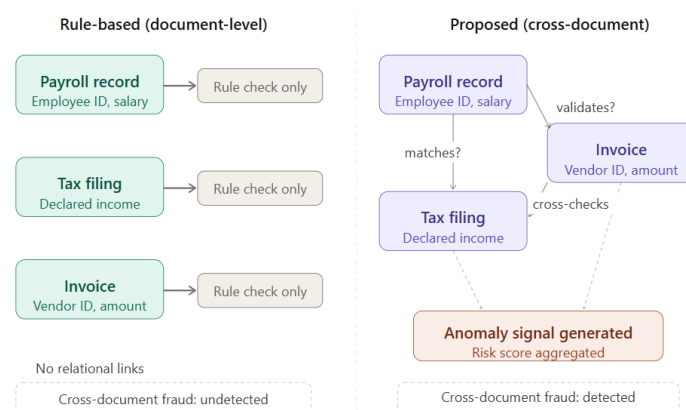 Rule-based (document-level)
Payroll record
Employee ID, salary
Rule check only
Tax filing
Declared income
Rule check only
Invoice
Vendor ID, amount
Rule check only
No relational links
Cross-document fraud: undetected
Proposed (cross-document)
Payroll record
Employee ID, salary
validates?
Invoice
Vendor ID, amount
matches?
cross-checks
Tax filing
Declared income
Anomaly signal generated
Risk score aggregated
Cross-document fraud: detected